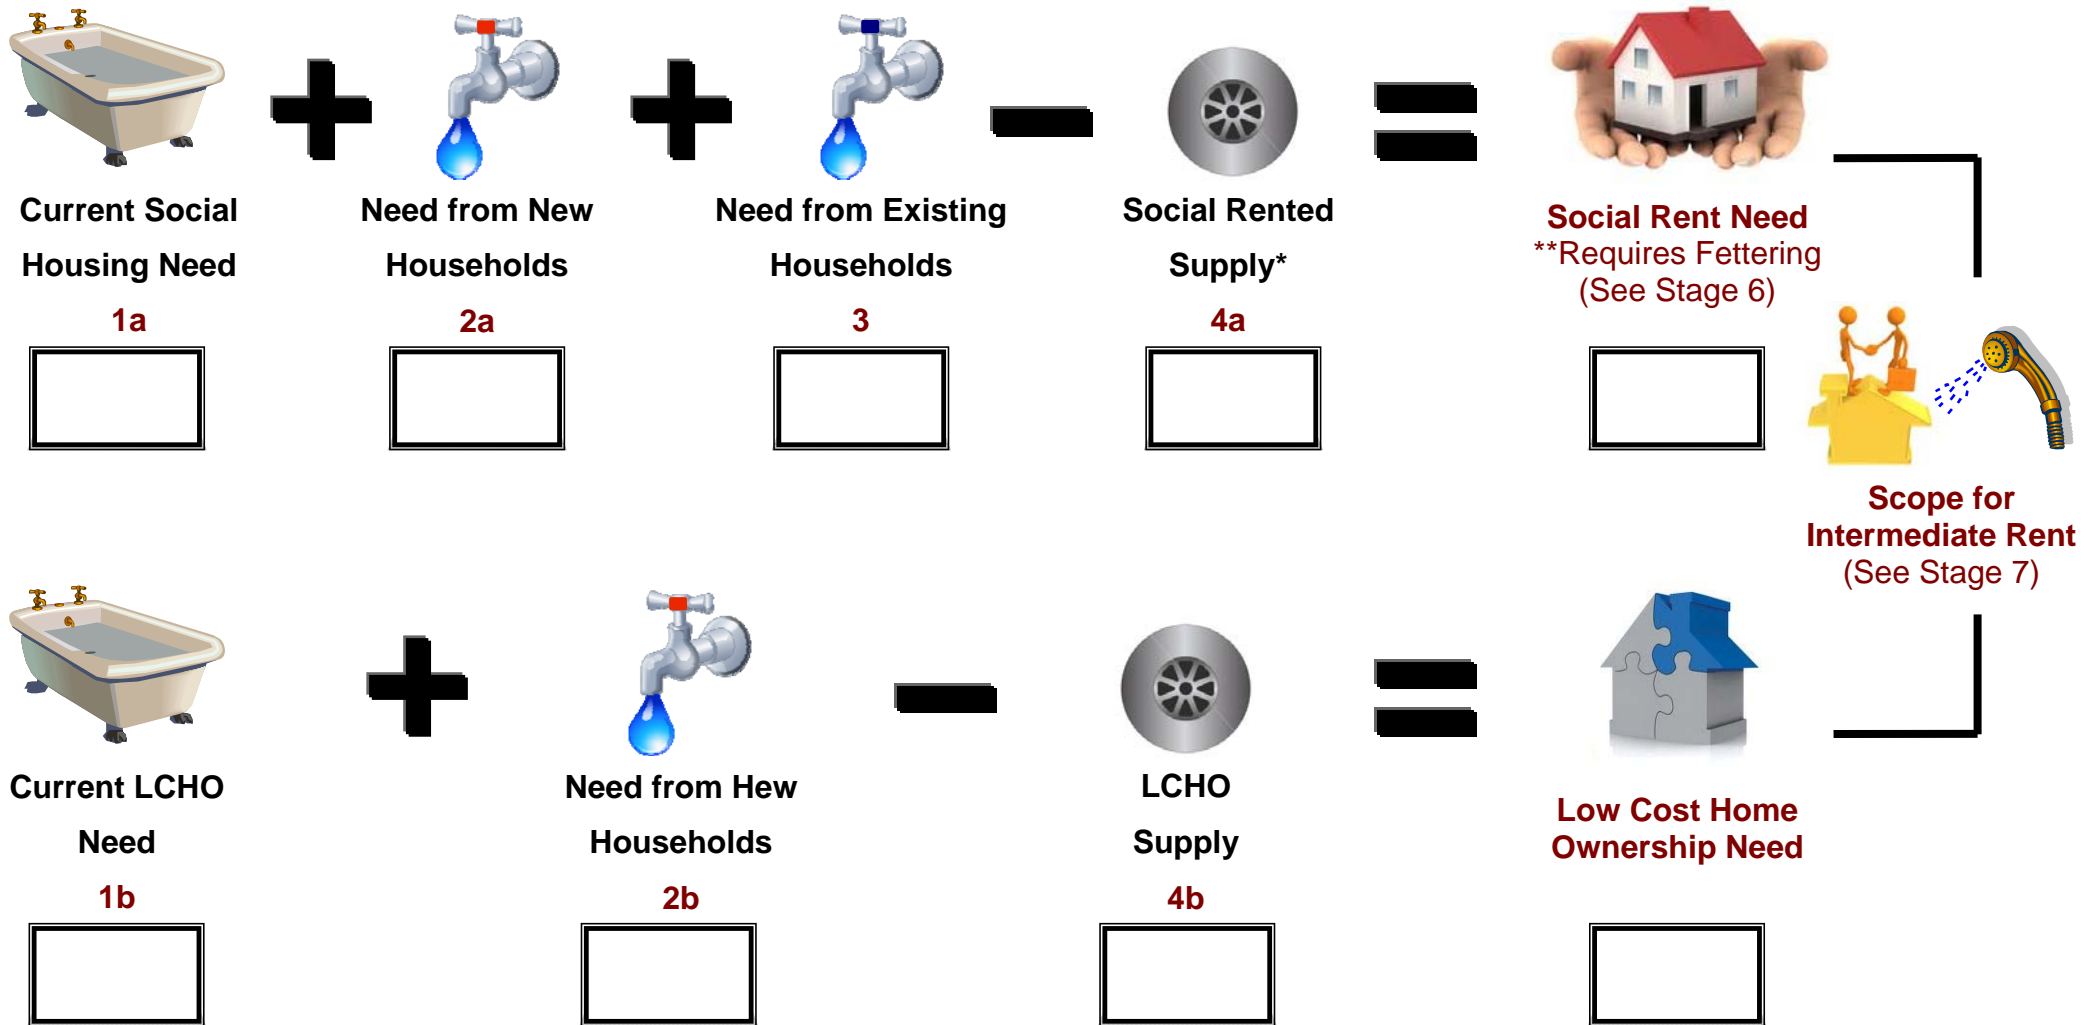 Current Social
Housing Need
1a
Need from New
Households
2a
Need from Existing
Households
3
Social Rented
Supply*
4a
Social Rent Need
**Requires Fettering
(See Stage 6)
Scope for
Intermediate Rent
(See Stage 7)
Current LCHO
Need
1b
Need from Hew
Households
2b
LCHO
Supply
4b
Low Cost Home
Ownership Need